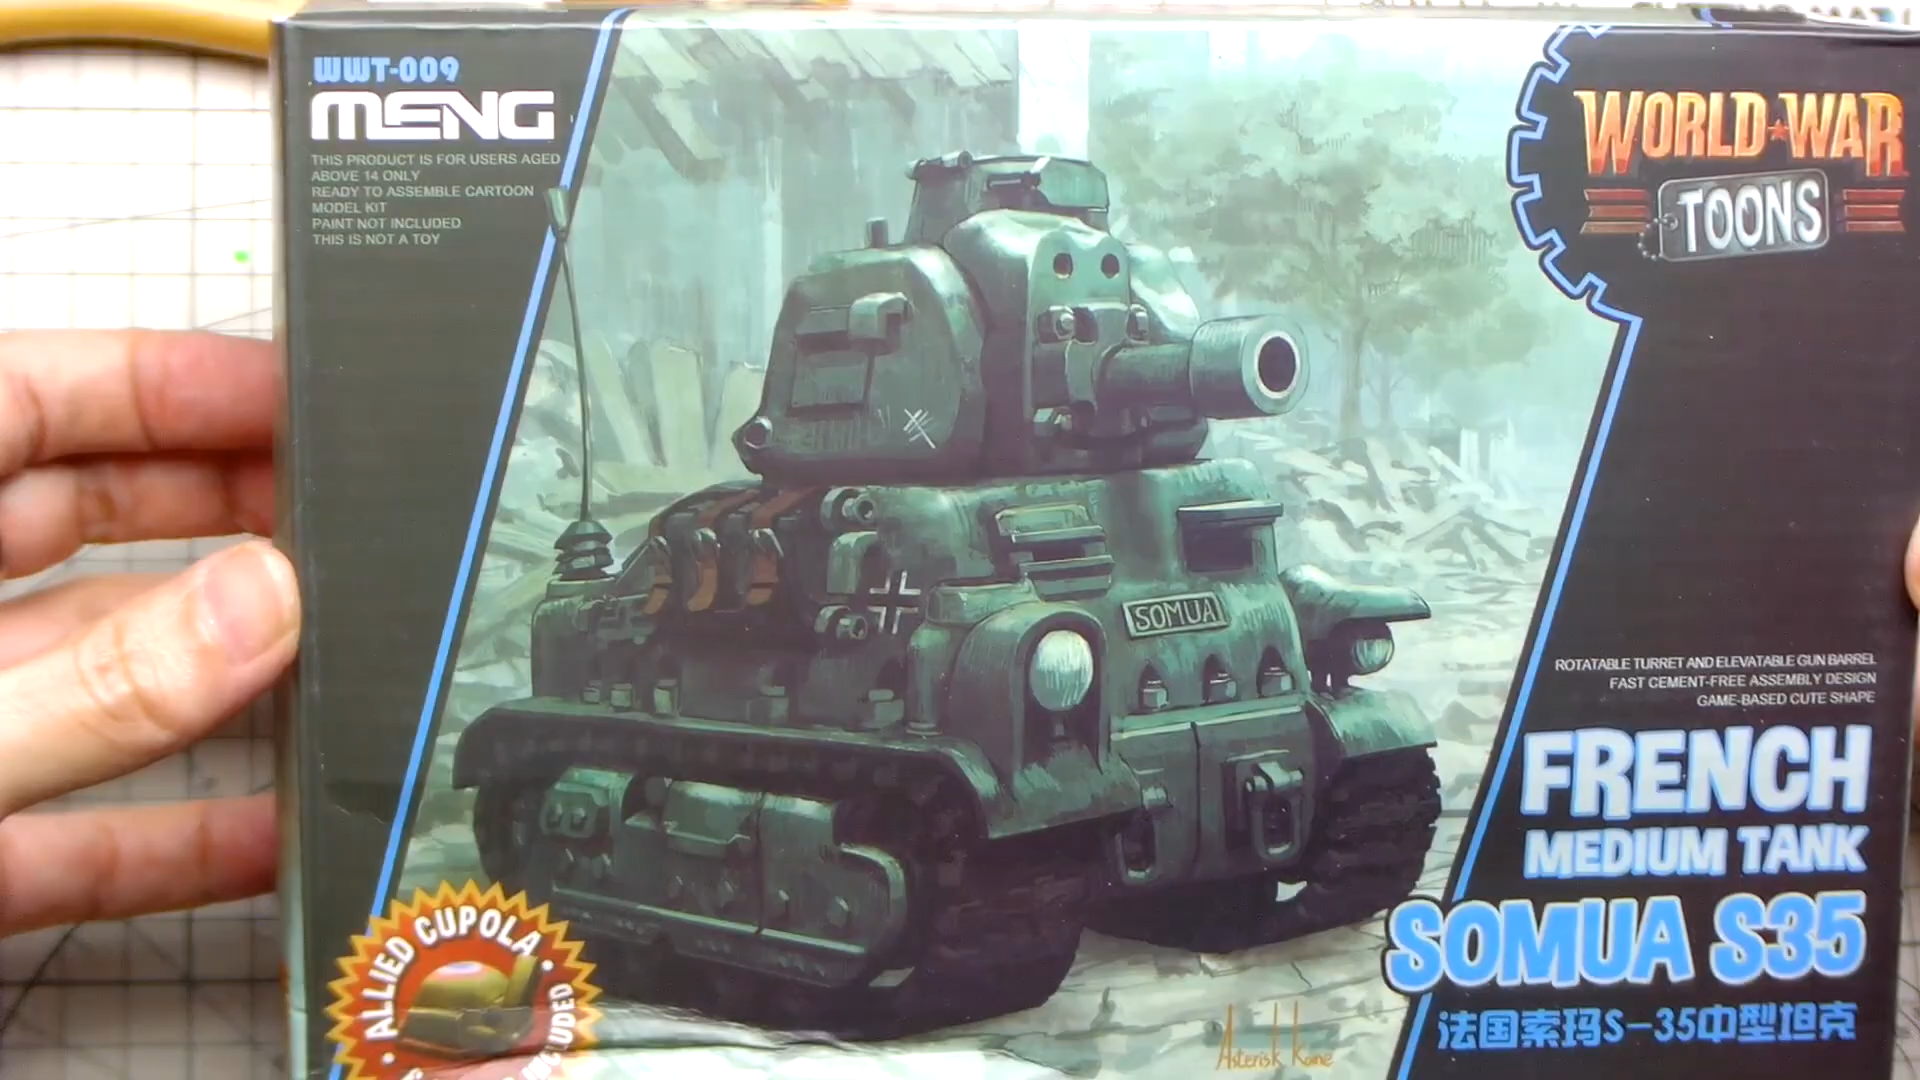 WWT-009
MENG
THIS PRODUCT IS FOR USERS AGED
ABOVE 14 ONLY
READY TO ASSEMBLE CARTOON
MODEL KIT
PAINT NOT INCLUDED
THIS IS NOT A TOY
WORLD WAR
TOONS
SOMUA
ROTATABLE TURRET AND ELEVATABLE GUN BARREL
FAST CEMENT-FREE ASSEMBLY DESIGN
GAME-BASED CUTE SHAPE
FRENCH
MEDIUM TANK
SOMUA S35
法国索玛S-35中型坦克
ALLIED CUPOLA
INCLUDED
Asterisk Kome